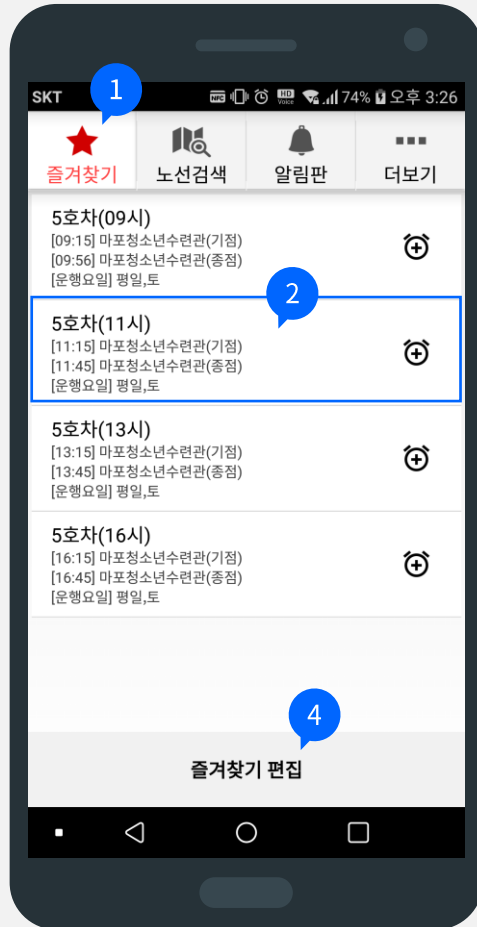 SKT
1
NFC
HD
Voice
74%
오후 3:26
즐겨찾기
노선검색
알림판
더보기
5호차(09시)
[09:15] 마포청소년수련관(기점)
[09:56] 마포청소년수련관(종점)
[운행요일] 평일,토
2
5호차(11시)
[11:15] 마포청소년수련관(기점)
[11:45] 마포청소년수련관(종점)
[운행요일] 평일,토
5호차(13시)
[13:15] 마포청소년수련관(기점)
[13:45] 마포청소년수련관(종점)
[운행요일] 평일,토
5호차(16시)
[16:15] 마포청소년수련관(기점)
[16:45] 마포청소년수련관(종점)
[운행요일] 평일,토
4
즐겨찾기 편집